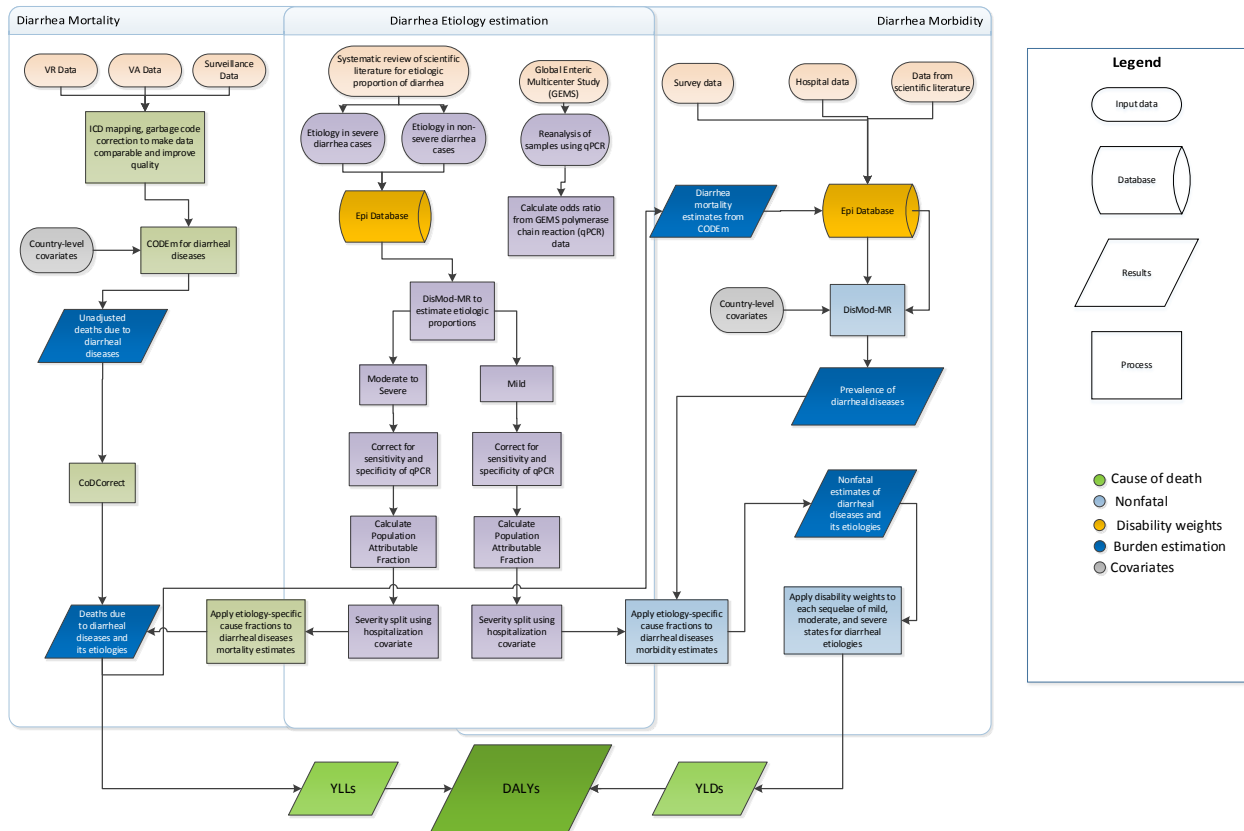 Diarrhea Mortality
Diarrhea Etiology estimation
Diarrhea Morbidity
VR Data
VA Data
Surveillance
Data
ICD mapping, garbage code
correction to make data
comparable and improve
quality
Country-level
covariates
CODEm for diarrheal
diseases
Unadjusted
deaths due to
diarrheal
diseases
CoDCorrect
Deaths due
to diarrheal
diseases and
its etiologies
Apply etiology-specific
cause fractions to
diarrheal diseases
mortality estimates
Systematic review of scientific
literature for etiologic
proportion of diarrhea
Etiology in severe
diarrhea cases
Etiology in non-
severe diarrhea
cases
Epi Database
Global Enteric
Multicenter Study
(GEMS)
Reanalysis of
samples using qPCR
Calculate odds ratio
from GEMS polymerase
chain reaction (qPCR)
data
DisMod-MR to
estimate etiologic
proportions
Moderate to
Severe
Mild
Correct for
sensitivity and
specificity of qPCR
Correct for
sensitivity and
specificity of qPCR
Calculate
Population
Attributable
Fraction
Calculate
Population
Attributable
Fraction
Severity split using
hospitalization
covariate
Severity split using
hospitalization
covariate
Survey data
Hospital data
Data from
scientific literature
Diarrhea
mortality
estimates from
CODEm
Epi Database
Country-level
covariates
DisMod-MR
Prevalence of
diarrheal diseases
Nonfatal
estimates of
diarrheal
diseases and
its etiologies
Apply etiology-specific
cause fractions to
diarrheal diseases
morbidity estimates
Apply disability weights to
each sequelae of mild,
moderate, and severe
states for diarrheal
etiologies
YLLs
DALYs
YLDs
Legend
Input data
Database
Results
Process
Cause of death
Nonfatal
Disability weights
Burden estimation
Covariates